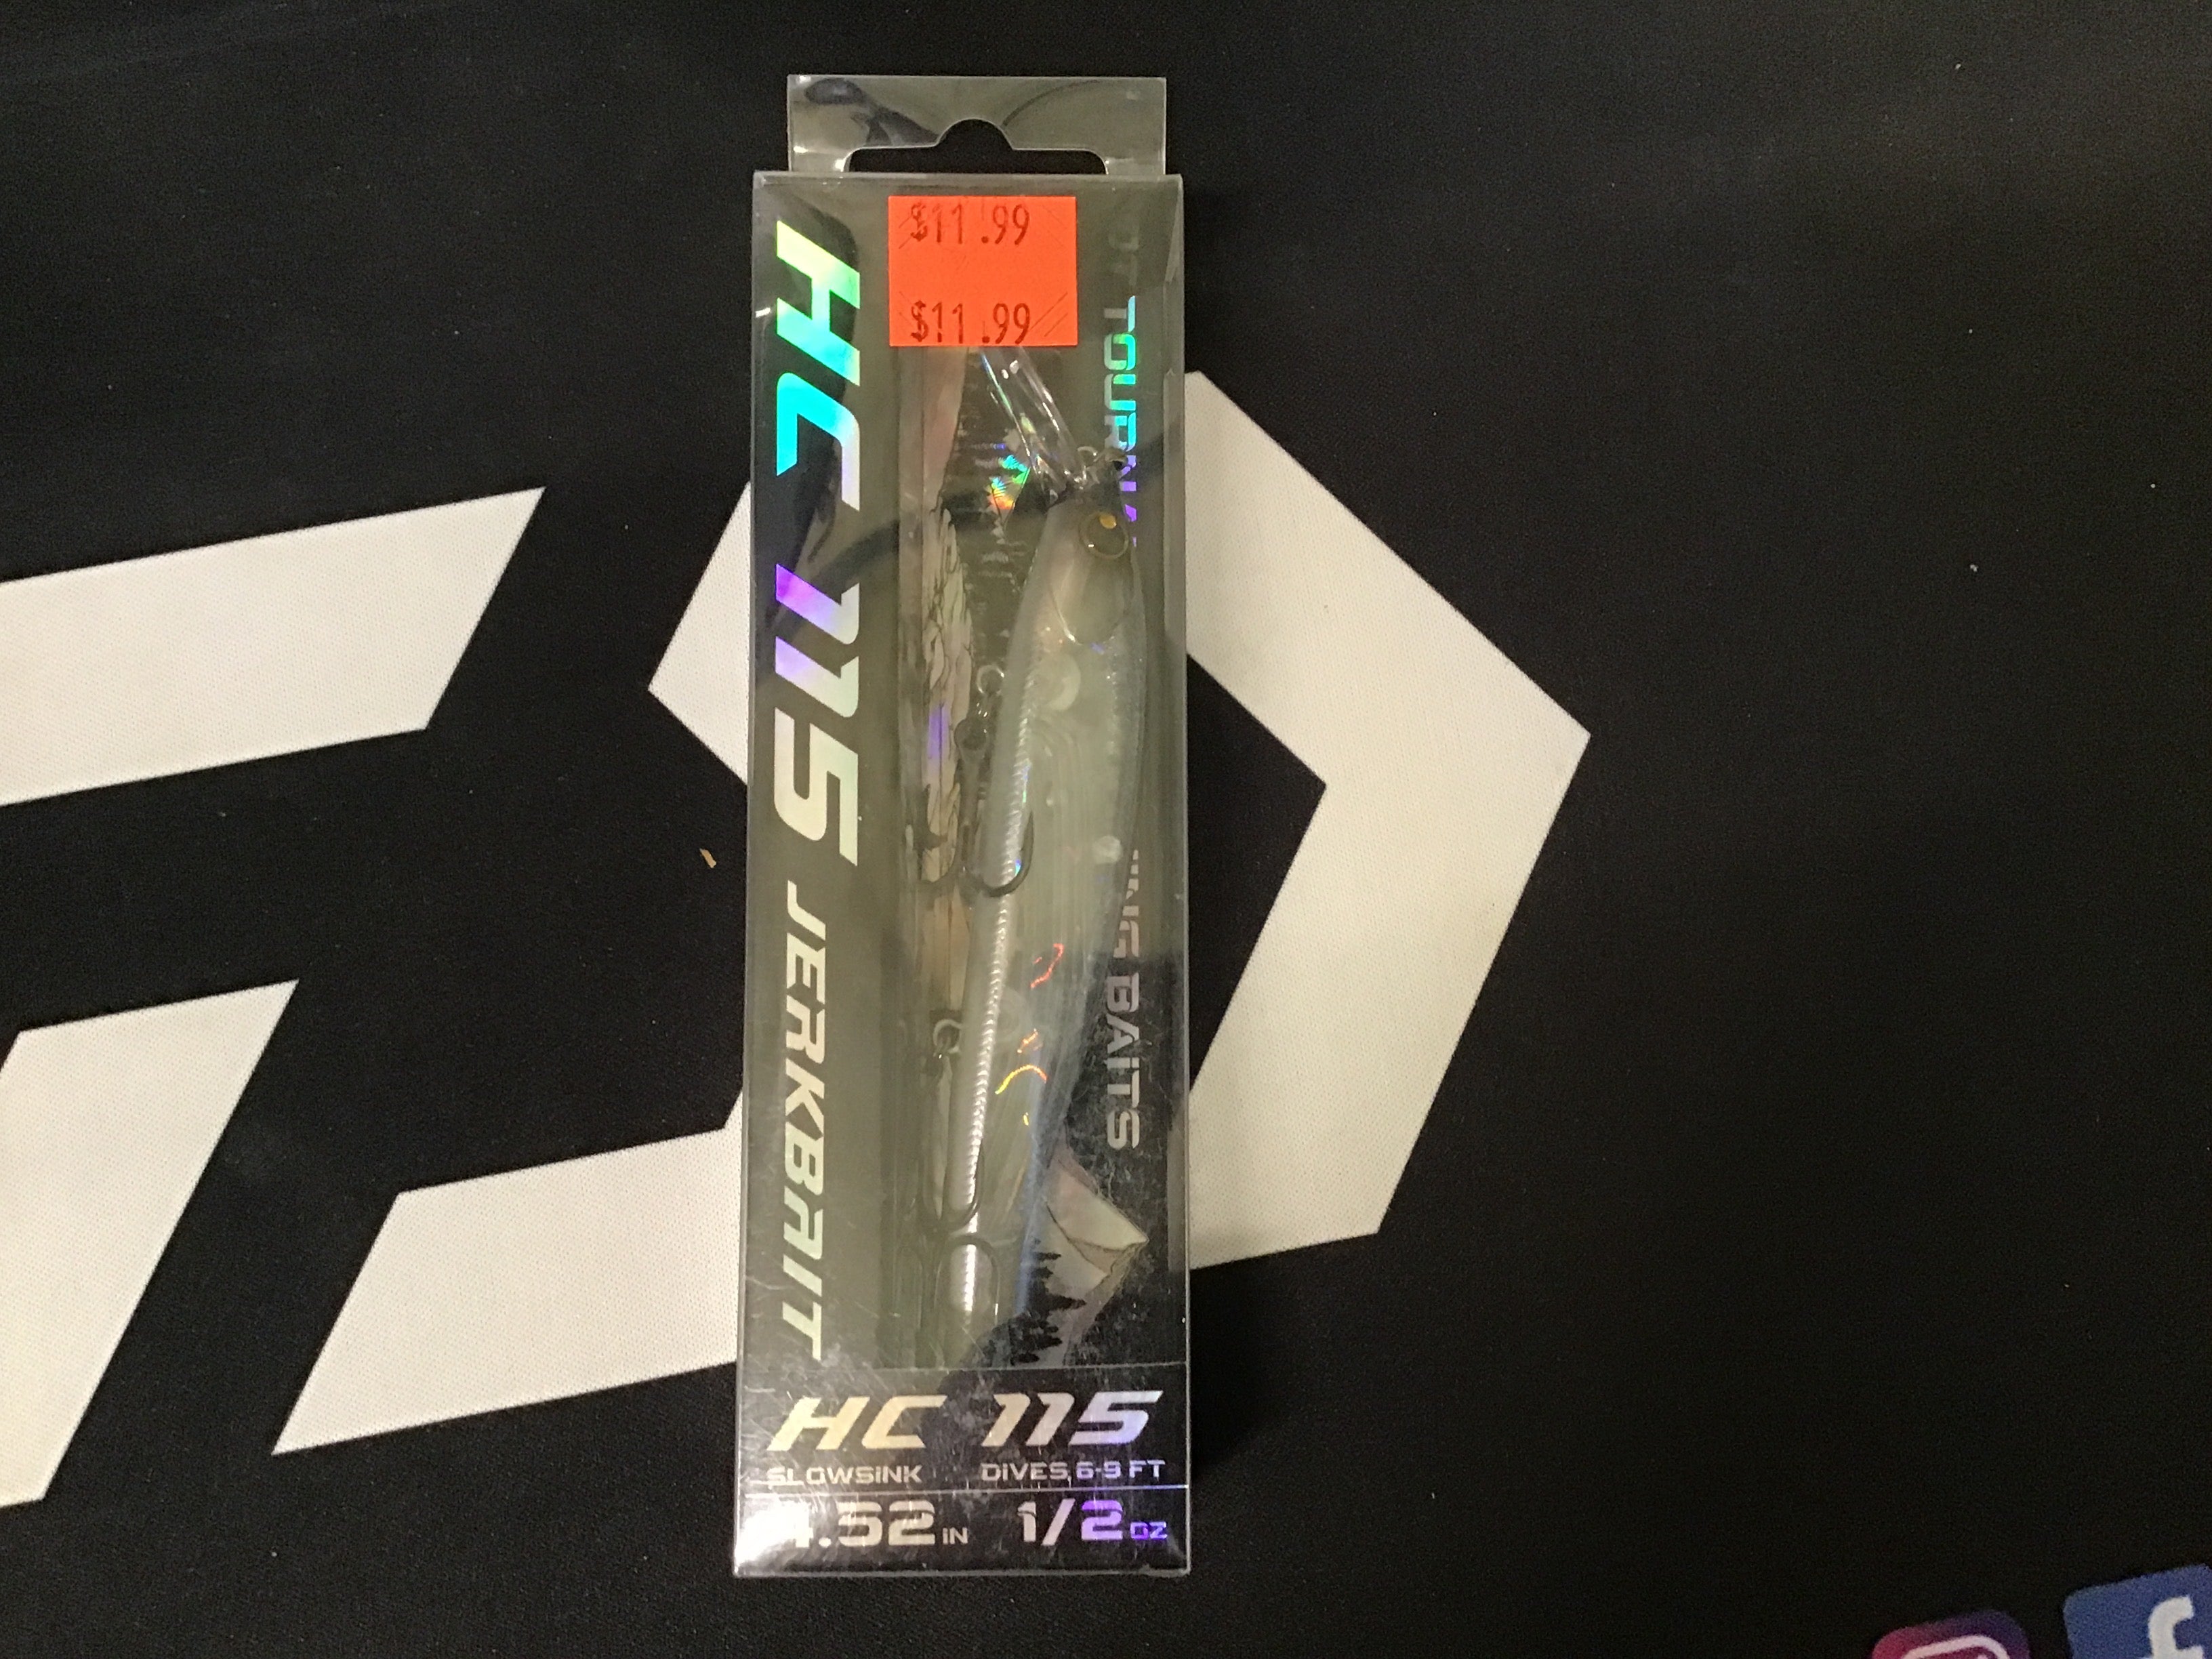 $11.99
$11.99
HC 115 JERKBAIT
BAITS
HC 115
SLOWSINK DIVES 6-9 FT
4.52 IN 1/2 OZ